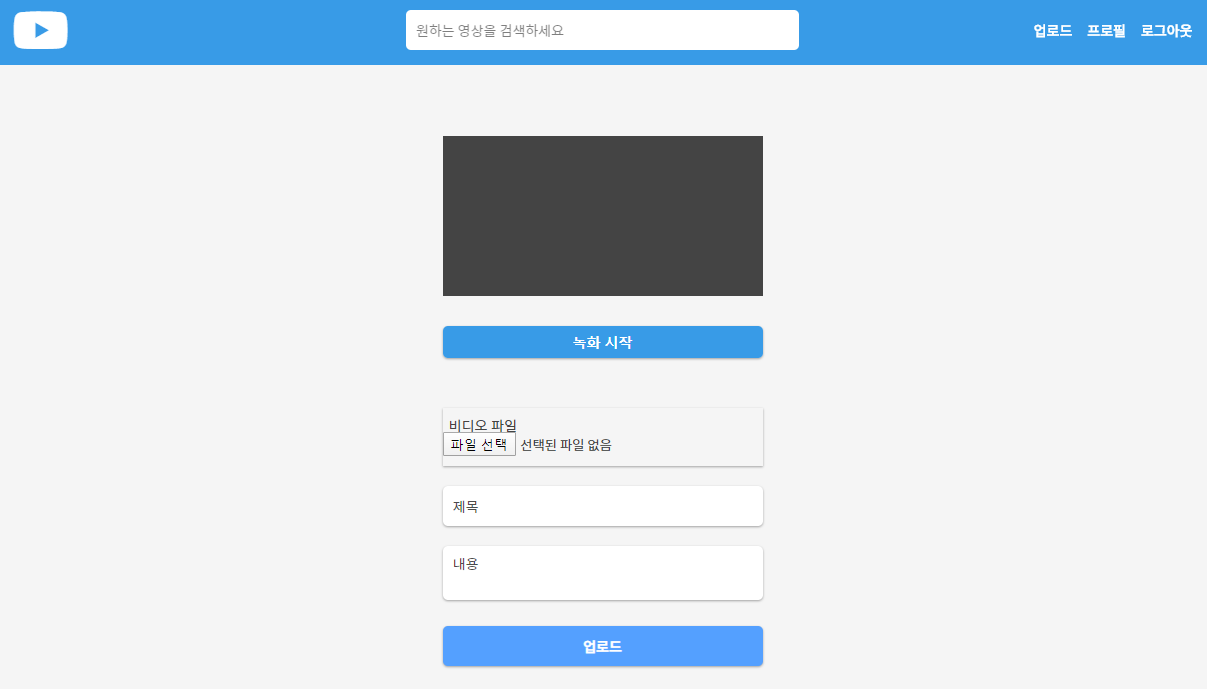 원하는 영상을 검색하세요
업로드 프로필 로그아웃
녹화 시작
비디오 파일
파일 선택 선택된 파일 없음
제목
내용
업로드